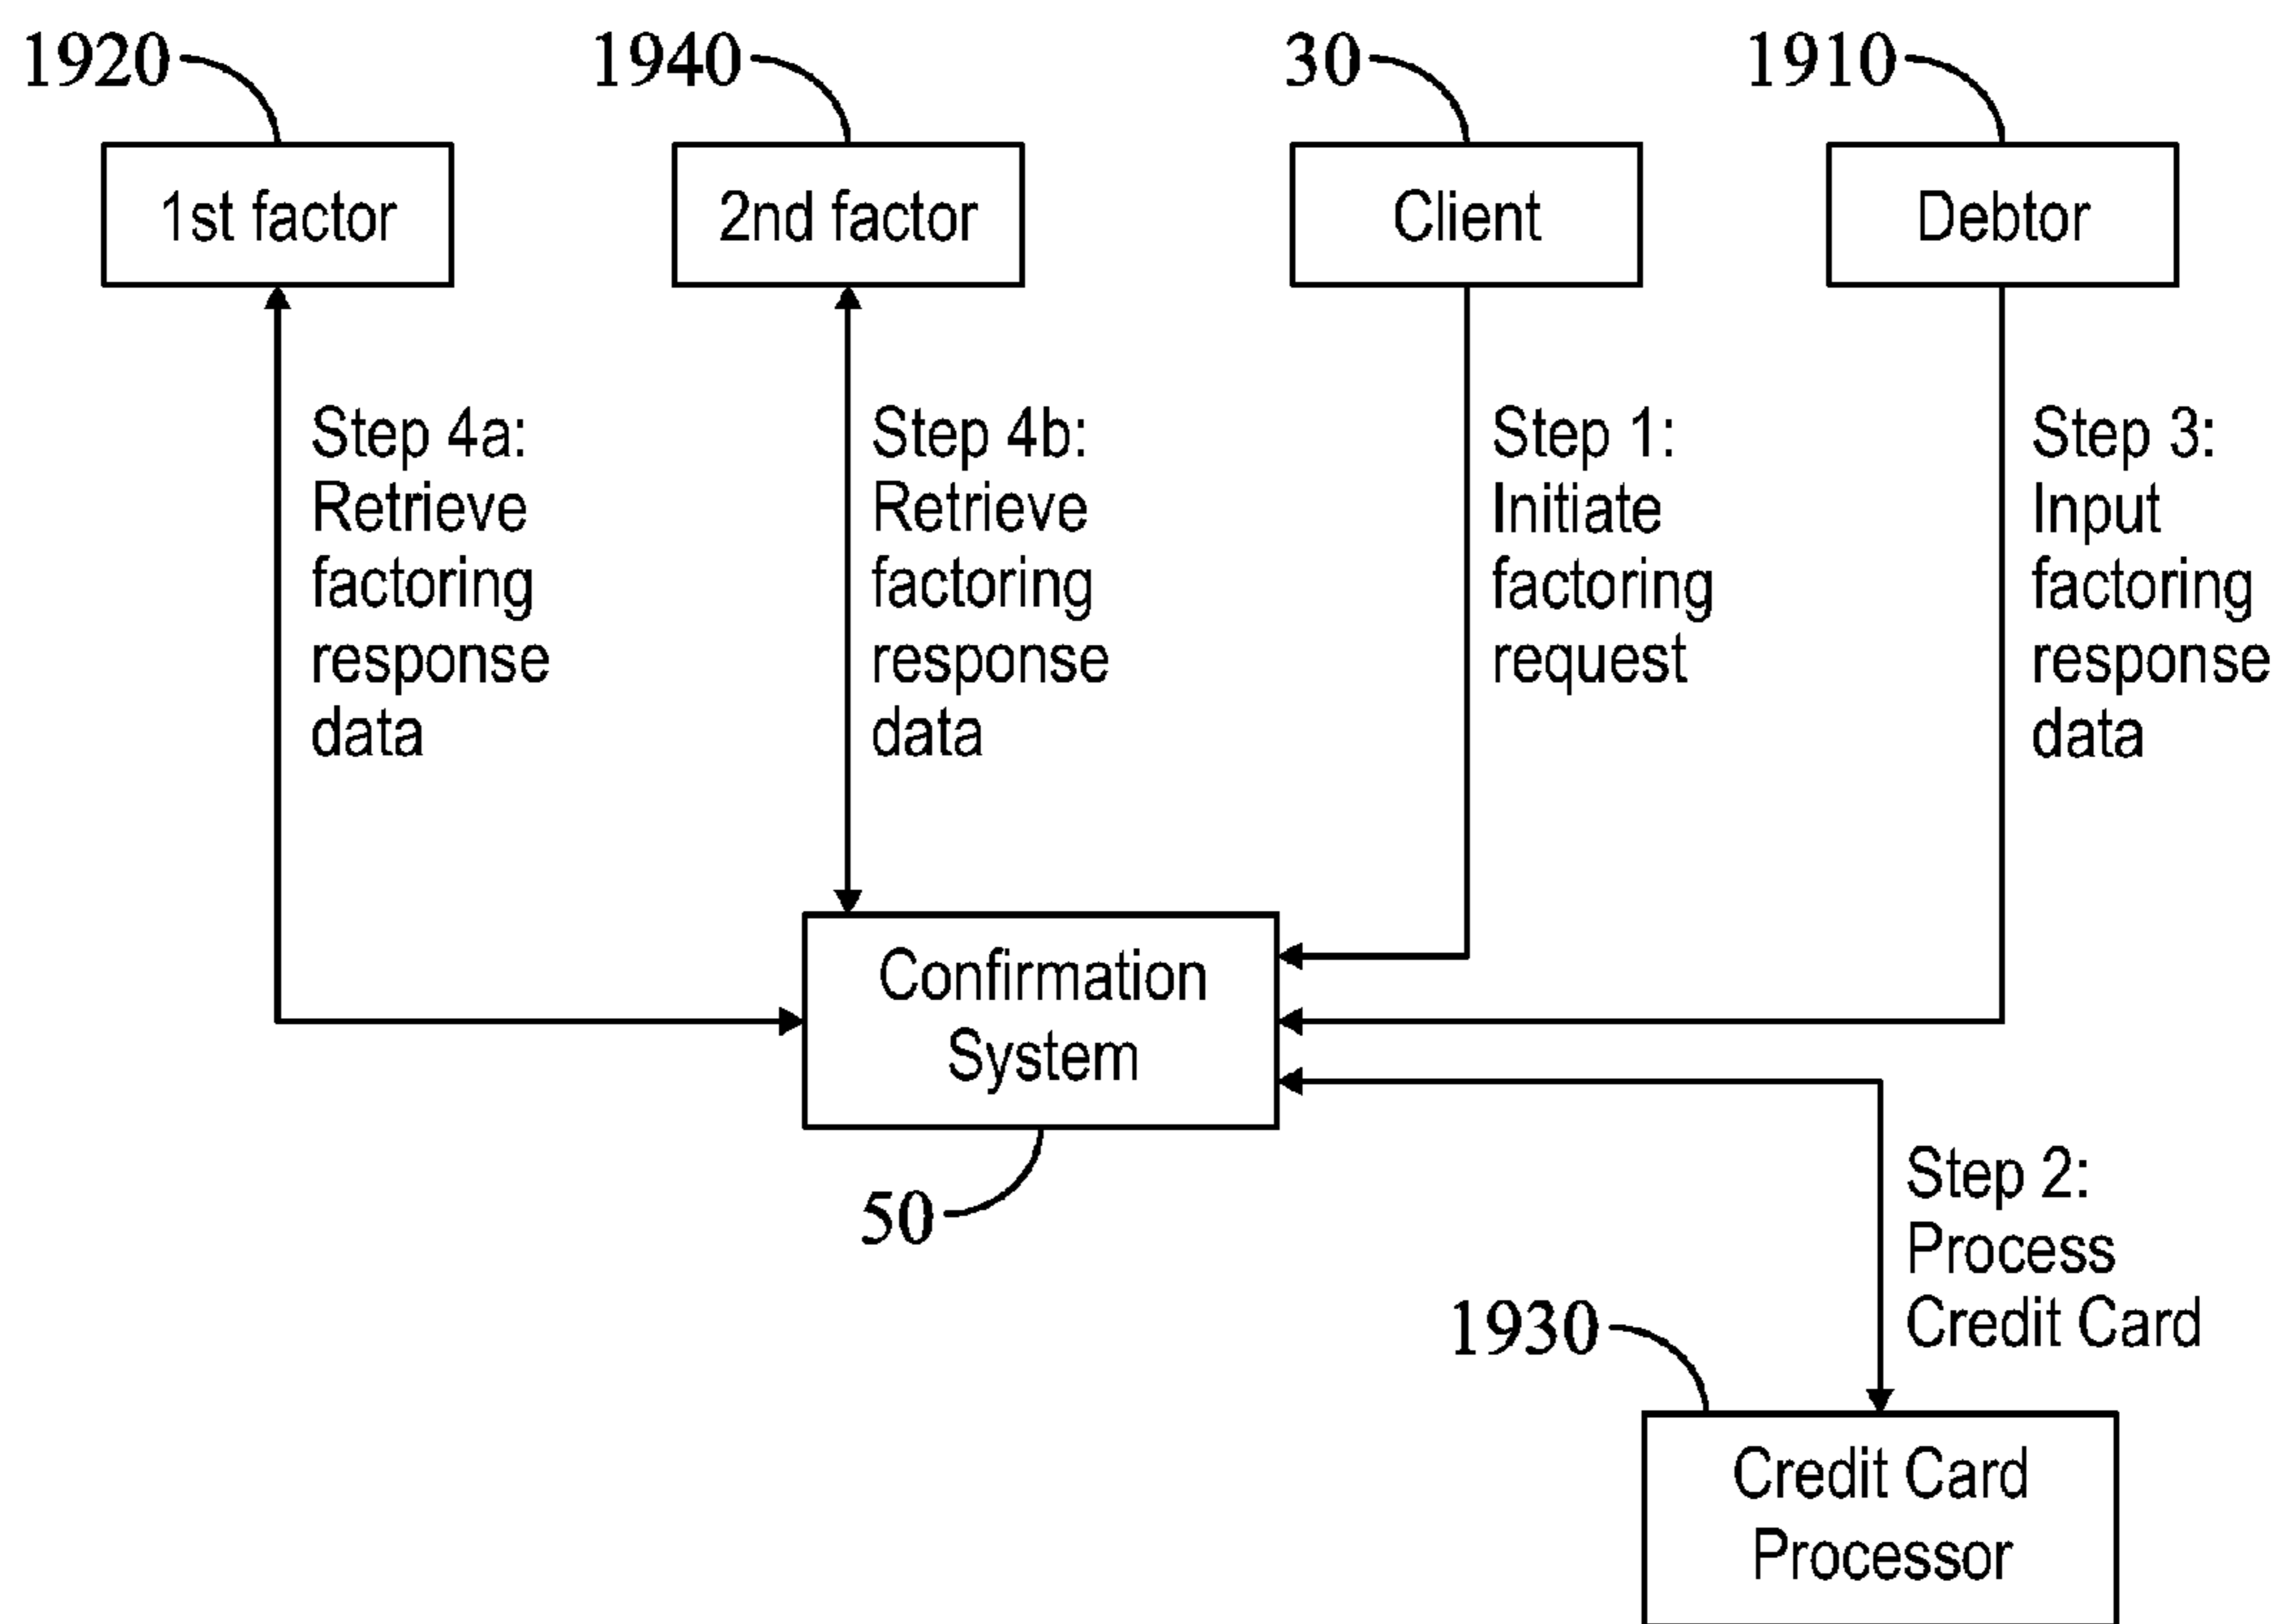 1920
1940
30
1910
1st factor
2nd factor
Client
Debtor
Step 4a:
Retrieve
factoring
response
data
Step 4b:
Retrieve
factoring
response
data
Step 1:
Initiate
factoring
request
Step 3:
Input
factoring
response
data
Confirmation
System
50
Step 2:
Process
Credit Card
1930
Credit Card
Processor